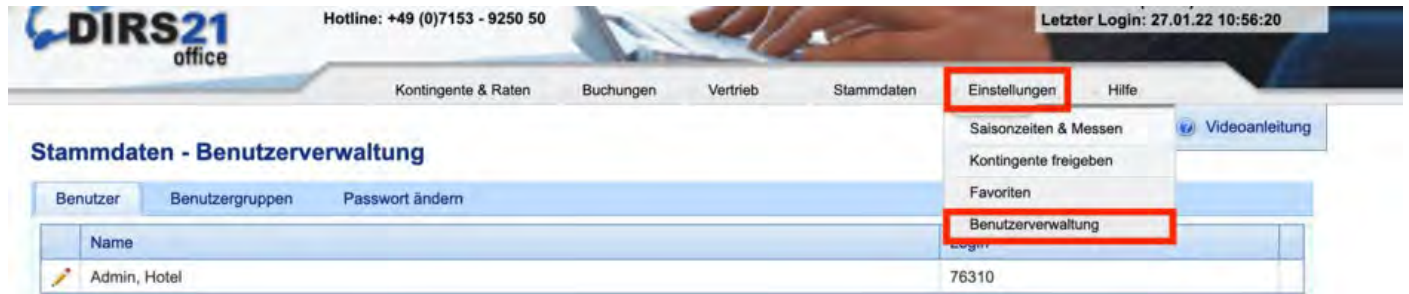 DIRS21
office
Hotline: +49 (0)7153 - 9250 50
Letzter Login: 27.01.22 10:56:20
Kontingente & Raten Buchungen Vertrieb Stammdaten Einstellungen Hilfe
Saisonzeiten & Messen
Kontingente freigeben
Favoriten
Benutzerverwaltung
Videoanleitung
Stammdaten - Benutzerverwaltung
Benutzer Benutzergruppen Passwort ändern
Name Login
Admin, Hotel 76310